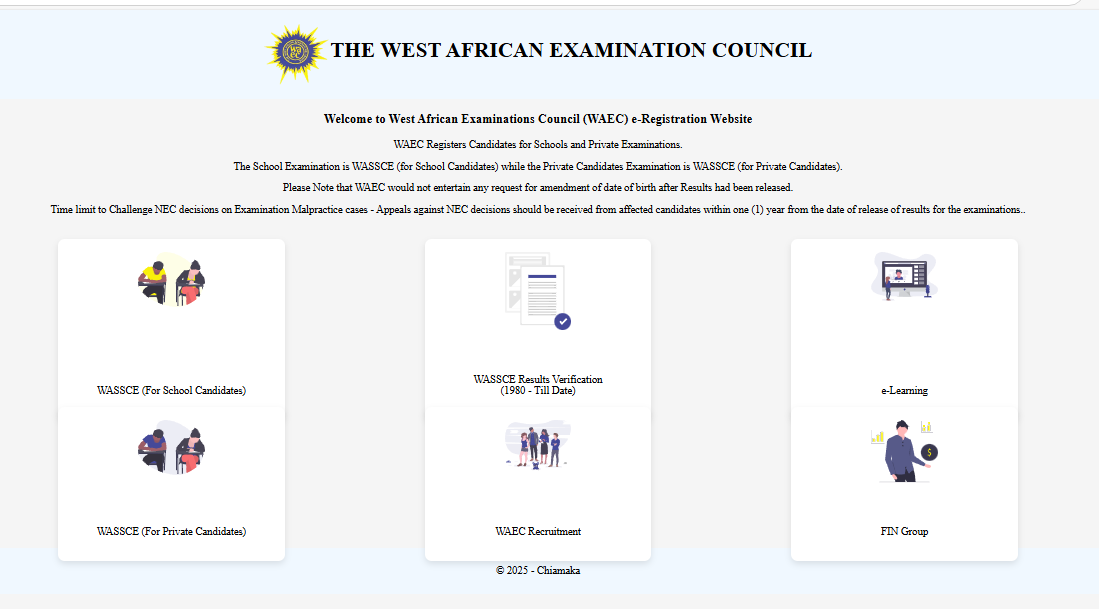 THE WEST AFRICAN EXAMINATION COUNCIL
Welcome to West African Examinations Council (WAEC) e-Registration Website
WAEC Registers Candidates for Schools and Private Examinations.
The School Examination is WASSCE (for School Candidates) while the Private Candidates Examination is WASSCE (for Private Candidates).
Please Note that WAEC would not entertain any request for amendment of date of birth after Results had been released.
Time limit to Challenge NEC decisions on Examination Malpractice cases - Appeals against NEC decisions should be received from affected candidates within one (1) year from the date of release of results for the examinations..
WASSCE (For School Candidates)
WASSCE Results Verification
(1980 - Till Date)
e-Learning
WASSCE (For Private Candidates)
WAEC Recruitment
$
FIN Group
© 2025 - Chiamaka